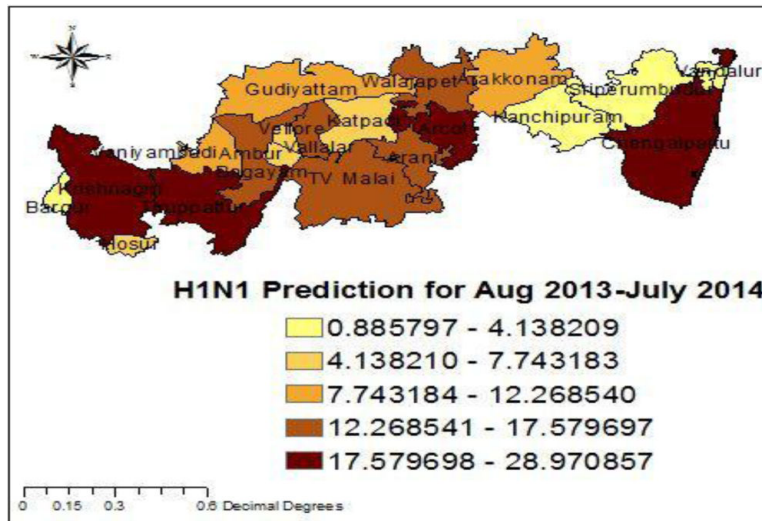 N
W E
S
Gudiyattam
Walajapet
Arakkonam
Sriperumbudur
Vandalur
Vellore
Katpadi
Arcot
Kanchipuram
Chengalpattu
Vaniyambadi
Ambur
Vallalar
Arani
Bagayam
TV Malai
Krishnagiri
Bargur
Tiruppattur
Hosur
H1N1 Prediction for Aug 2013-July 2014
0.885797 - 4.138209
4.138210 - 7.743183
7.743184 - 12.268540
12.268541 - 17.579697
17.579698 - 28.970857
0 0.15 0.3 0.6 Decimal Degrees